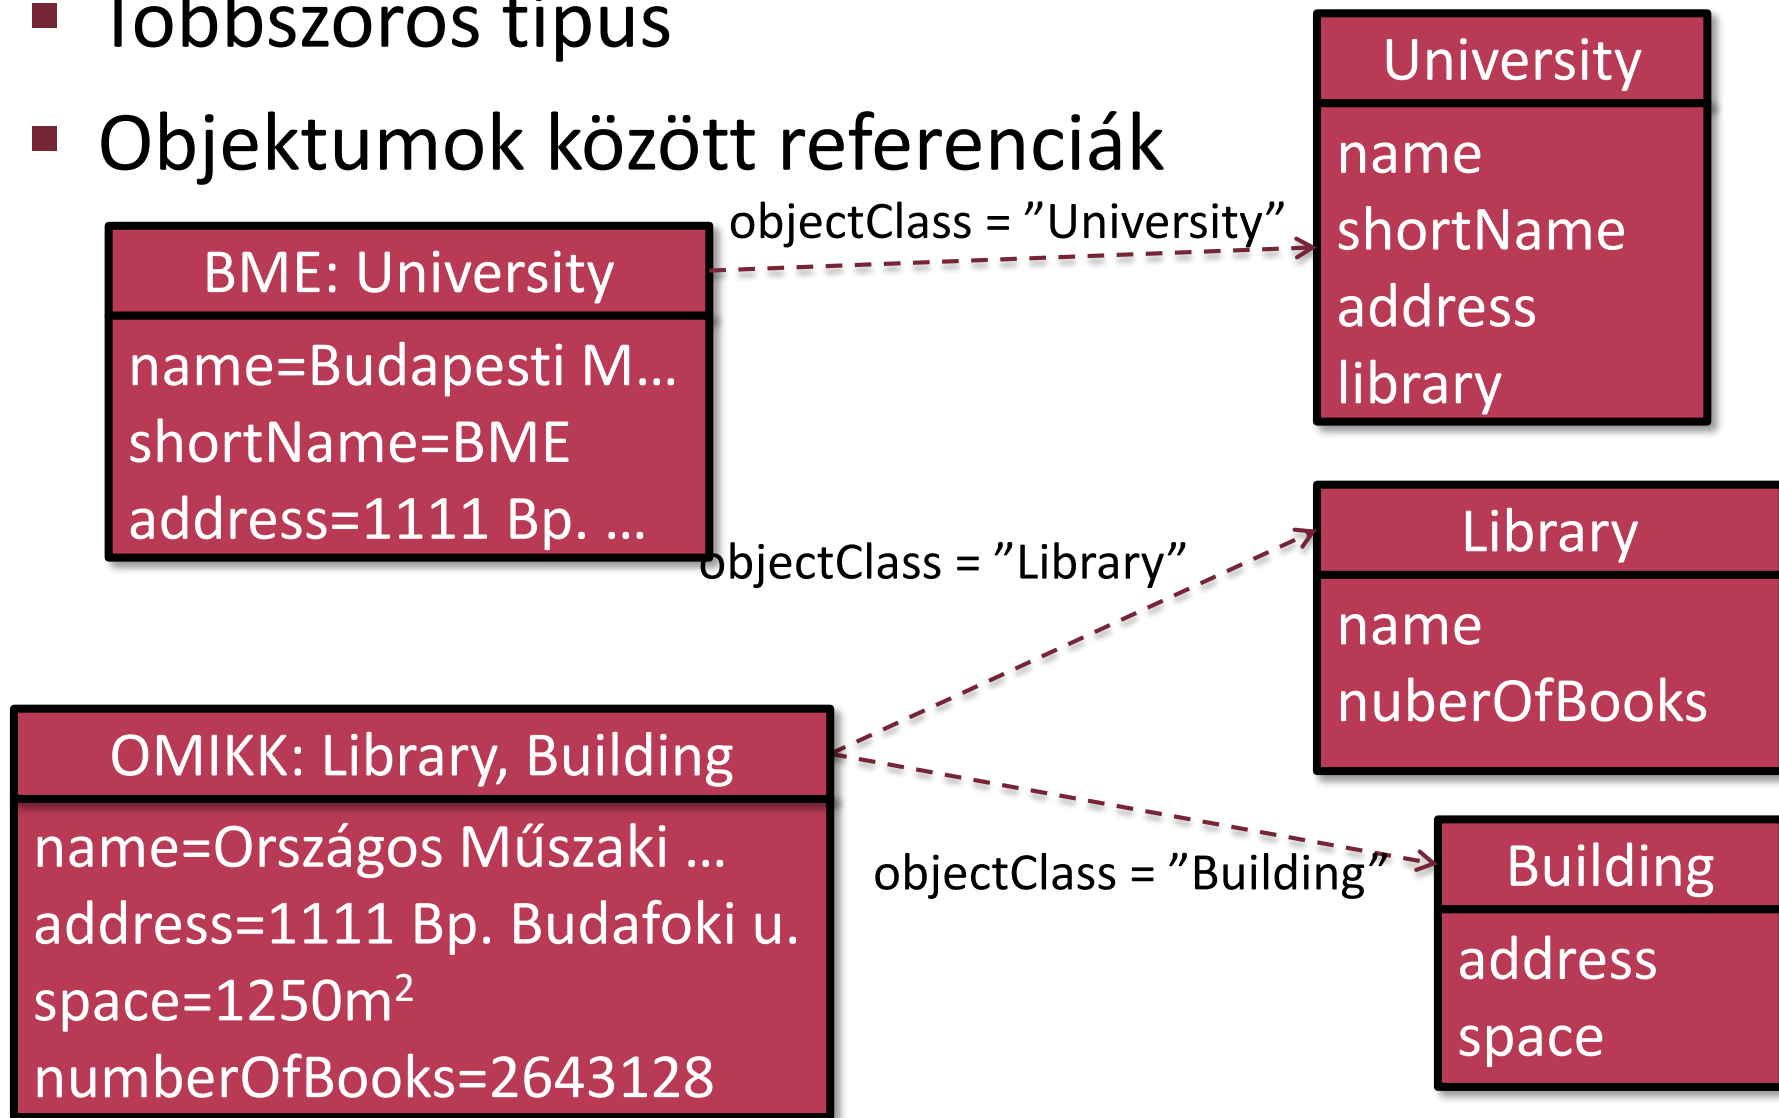 Többszörös típus
Objektumok között referenciák
University
name
shortName
address
library
objectClass = ”University”
BME: University
name=Budapesti M...
shortName=BME
address=1111 Bp. ...
objectClass = ”Library”
Library
name
nuberOfBooks
OMIKK: Library, Building
name=Országos Műszaki ...
address=1111 Bp. Budafoki u.
space=1250m²
numberOfBooks=2643128
objectClass = ”Building”
Building
address
space